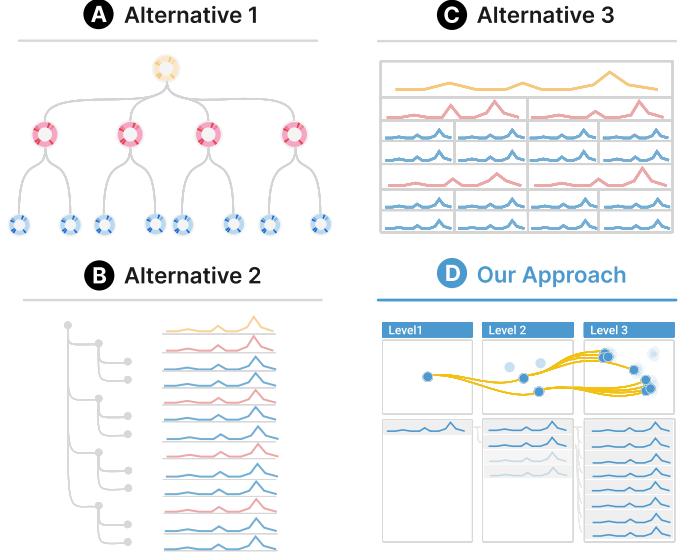 A Alternative 1
C Alternative 3
B Alternative 2
D Our Approach
Level1
Level 2
Level 3